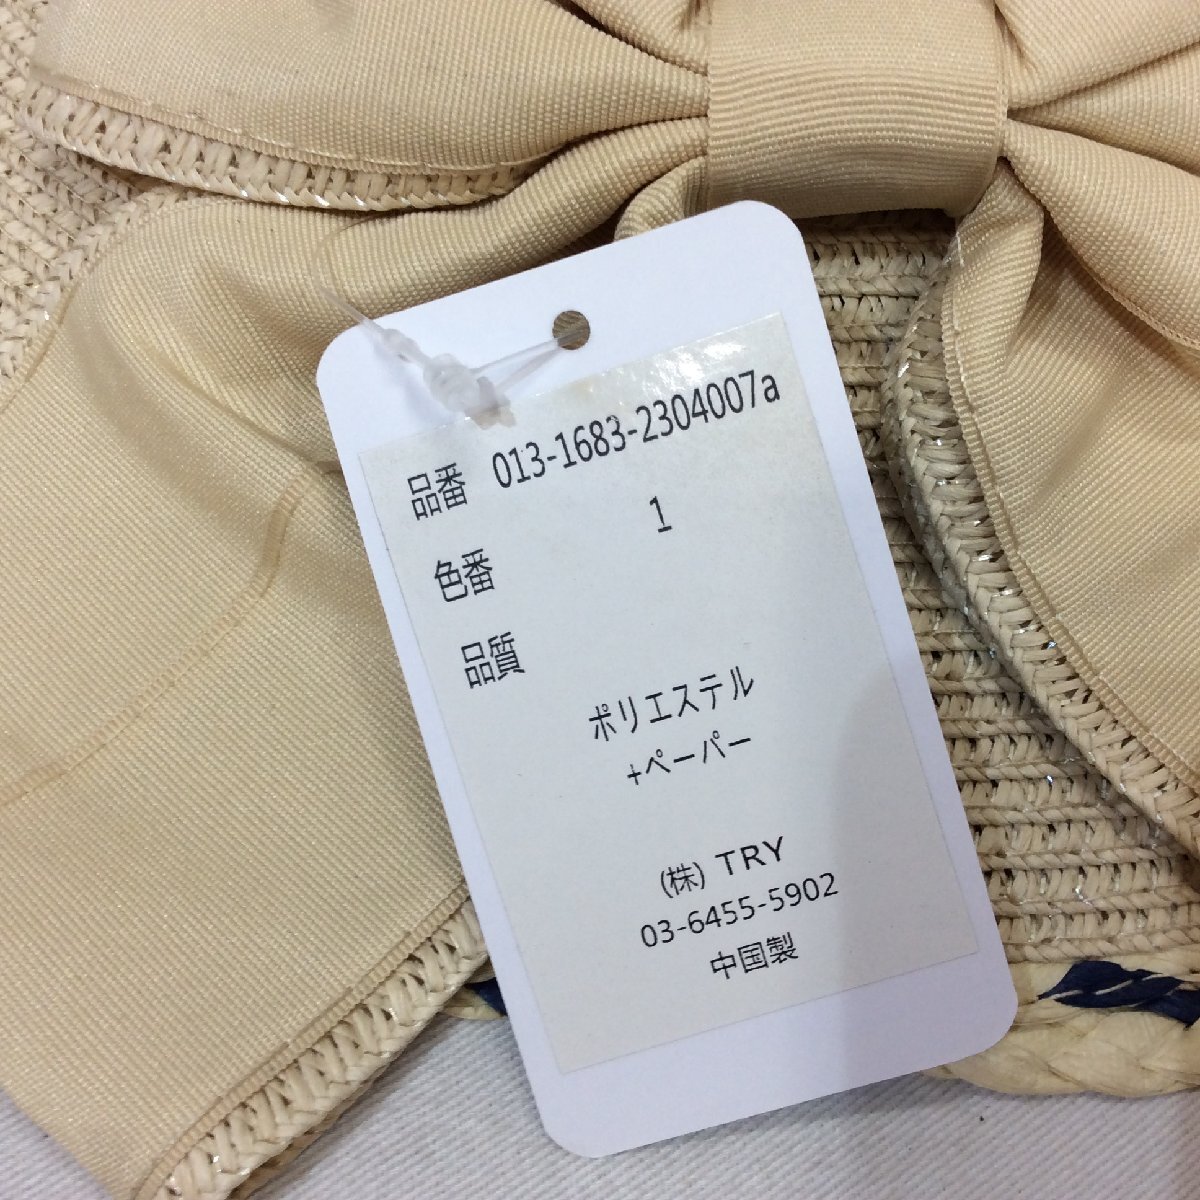 品番 013-1683-2304007a
色番 1
品質
ポリエステル
+ペーパー
(株) TRY
03-6455-5902
中国製